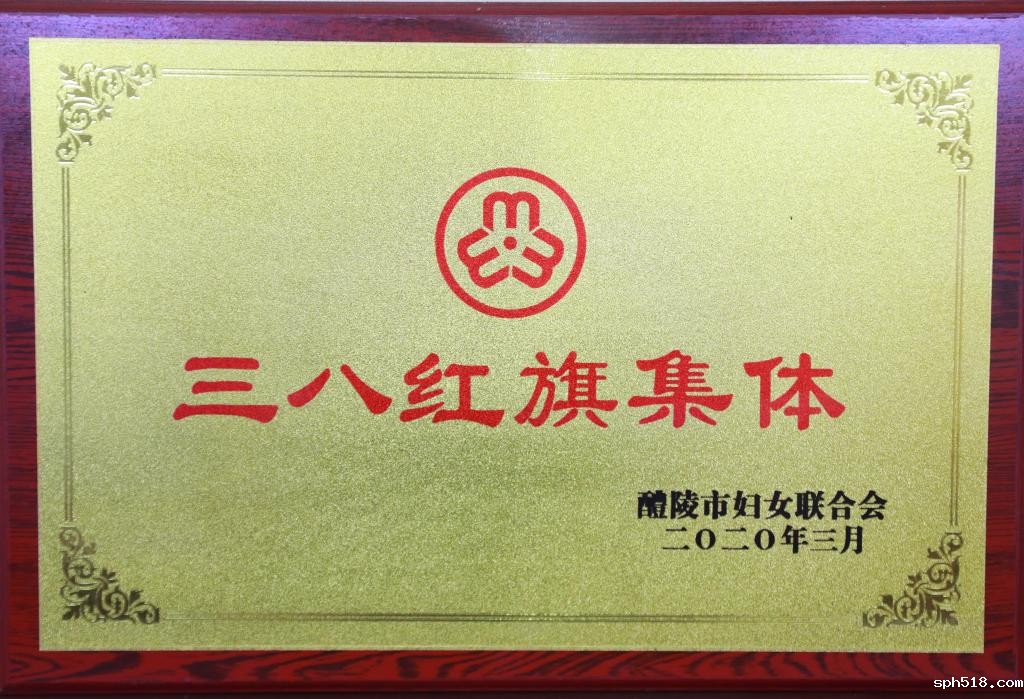 三八红旗集体
醴陵市妇女联合会
二〇二〇年三月
sph518.com